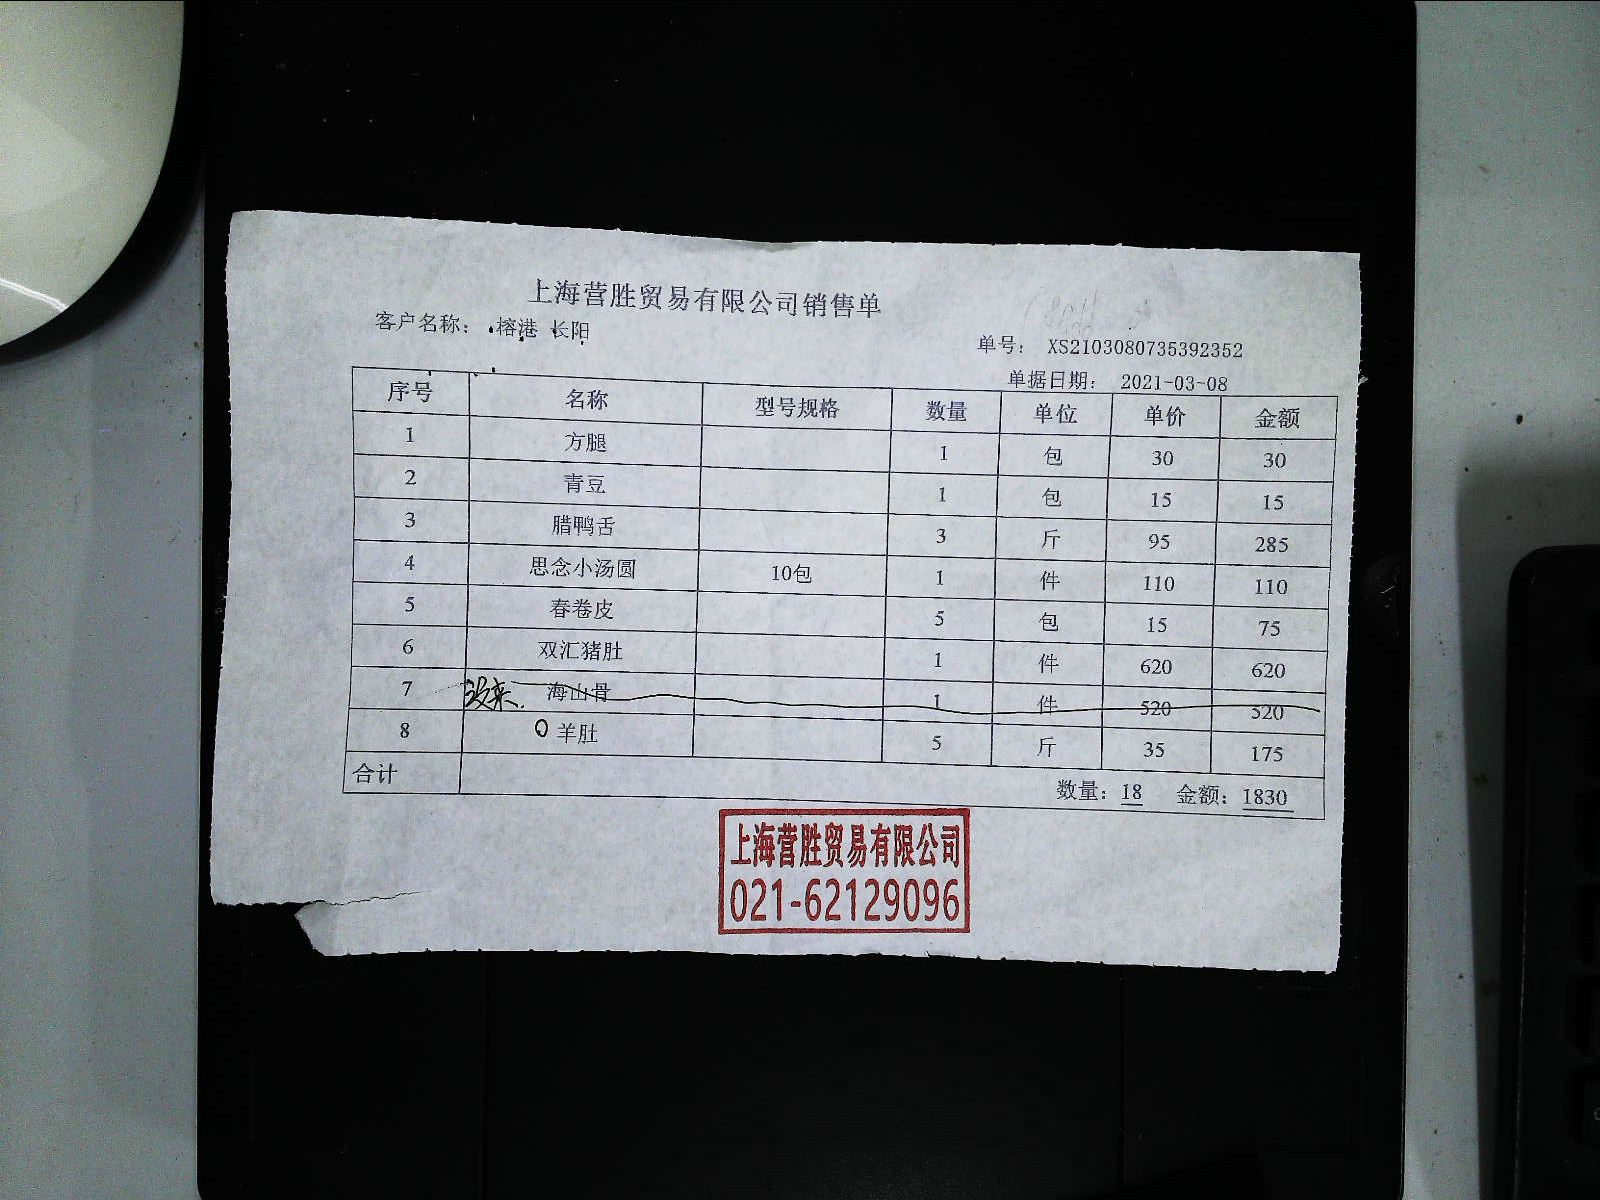 上海营胜贸易有限公司销售单
客户名称： 榕港 长阳
单号： XS2103080735392352
单据日期： 2021-03-08
序号 名称 型号规格 数量 单位 单价 金额
1 方腿 1 包 30 30
2 青豆 1 包 15 15
3 腊鸭舌 3 斤 95 285
4 思念小汤圆 10包 1 件 110 110
5 春卷皮 5 包 15 75
6 双汇猪肚 1 件 620 620
7 没来. 海山骨 1 件 520 520
8 羊肚 5 斤 35 175
合计 数量：18 金额：1830
上海营胜贸易有限公司
021-62129096